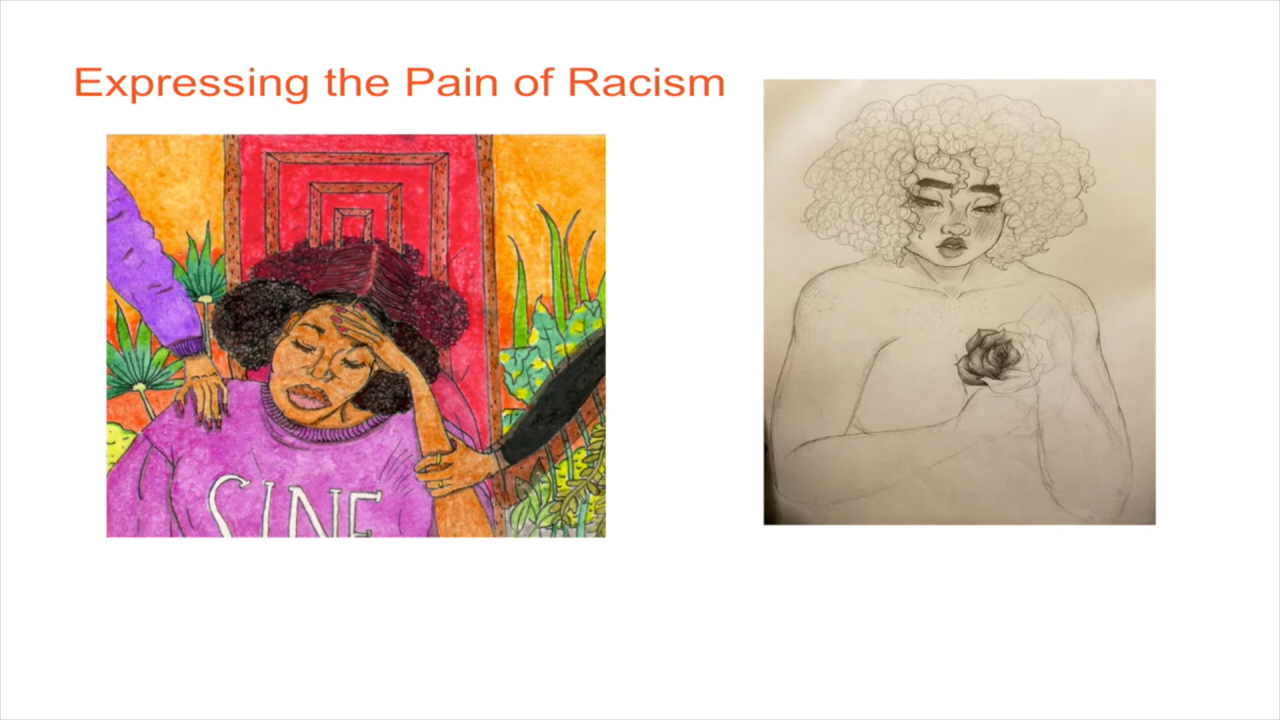 Expressing the Pain of Racism
SINE